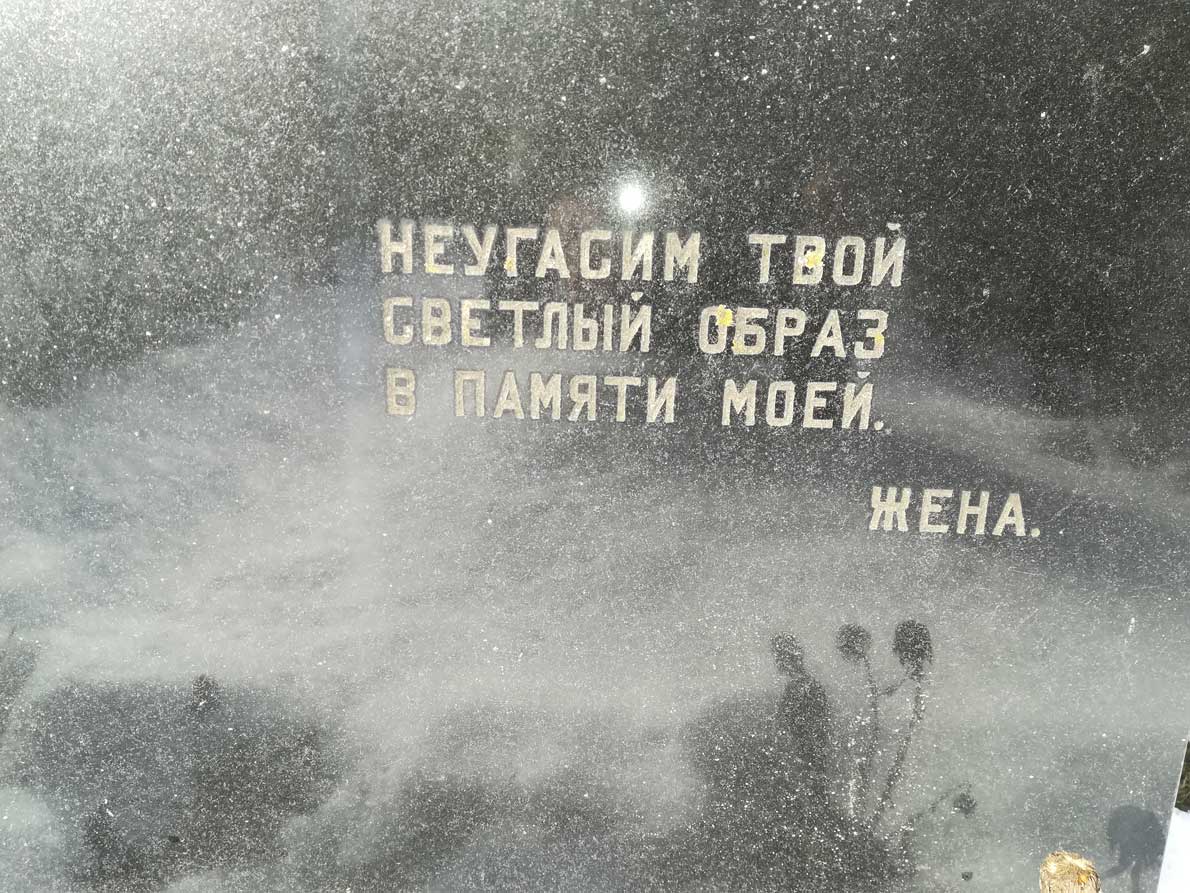 НЕУГАСИМ ТВОЙ
СВЕТЛЫЙ ОБРАЗ
В ПАМЯТИ МОЕЙ.
ЖЕНА.